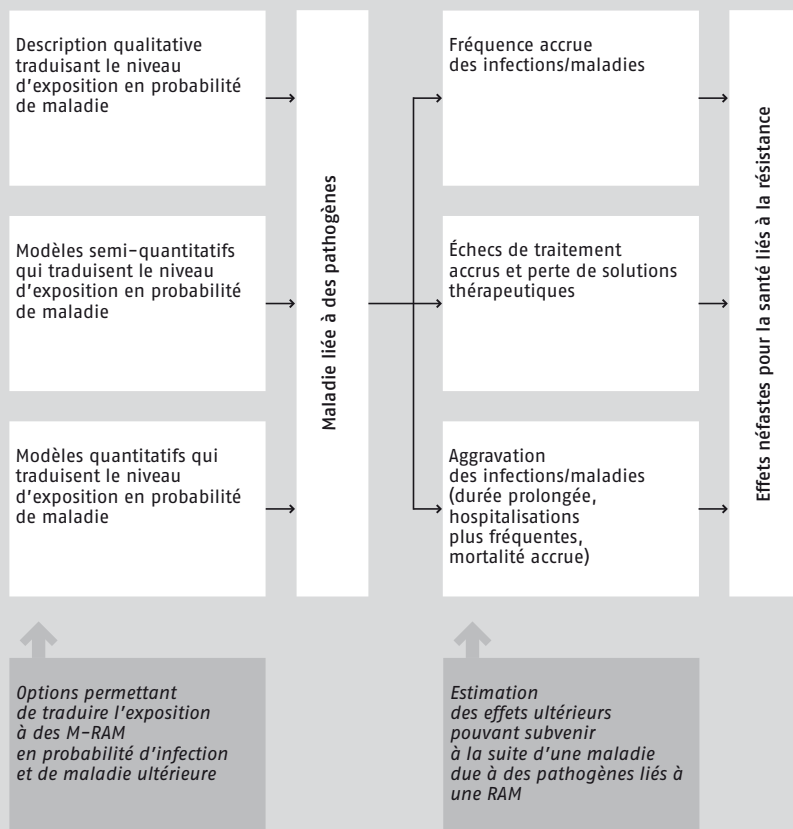 Description qualitative
traduisant le niveau
d'exposition en probabilité
de maladie
Modèles semi-quantitatifs
qui traduisent le niveau
d'exposition en probabilité
de maladie
Modèles quantitatifs qui
traduisent le niveau
d'exposition en probabilité
de maladie
Maladie liée à des pathogènes
Fréquence accrue
des infections/maladies
Échecs de traitement
accrus et perte de solutions
thérapeutiques
Aggravation
des infections/maladies
(durée prolongée,
hospitalisations
plus fréquentes,
mortalité accrue)
Effets néfastes pour la santé liés à la résistance
Options permettant
de traduire l'exposition
à des M-RAM
en probabilité d'infection
et de maladie ultérieure
Estimation
des effets ultérieurs
pouvant subvenir
à la suite d'une maladie
due à des pathogènes liés à
une RAM